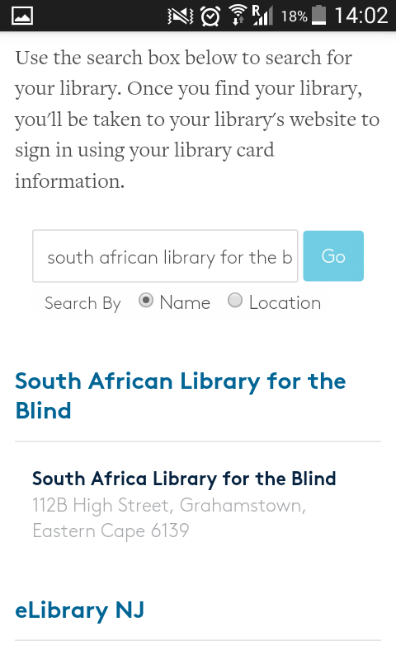 R 18% 14:02
Use the search box below to search for
your library. Once you find your library,
you'll be taken to your library's website to
sign in using your library card
information.
south african library for the b Go
Search By Name Location
South African Library for the
Blind
South Africa Library for the Blind
112B High Street, Grahamstown,
Eastern Cape 6139
eLibrary NJ